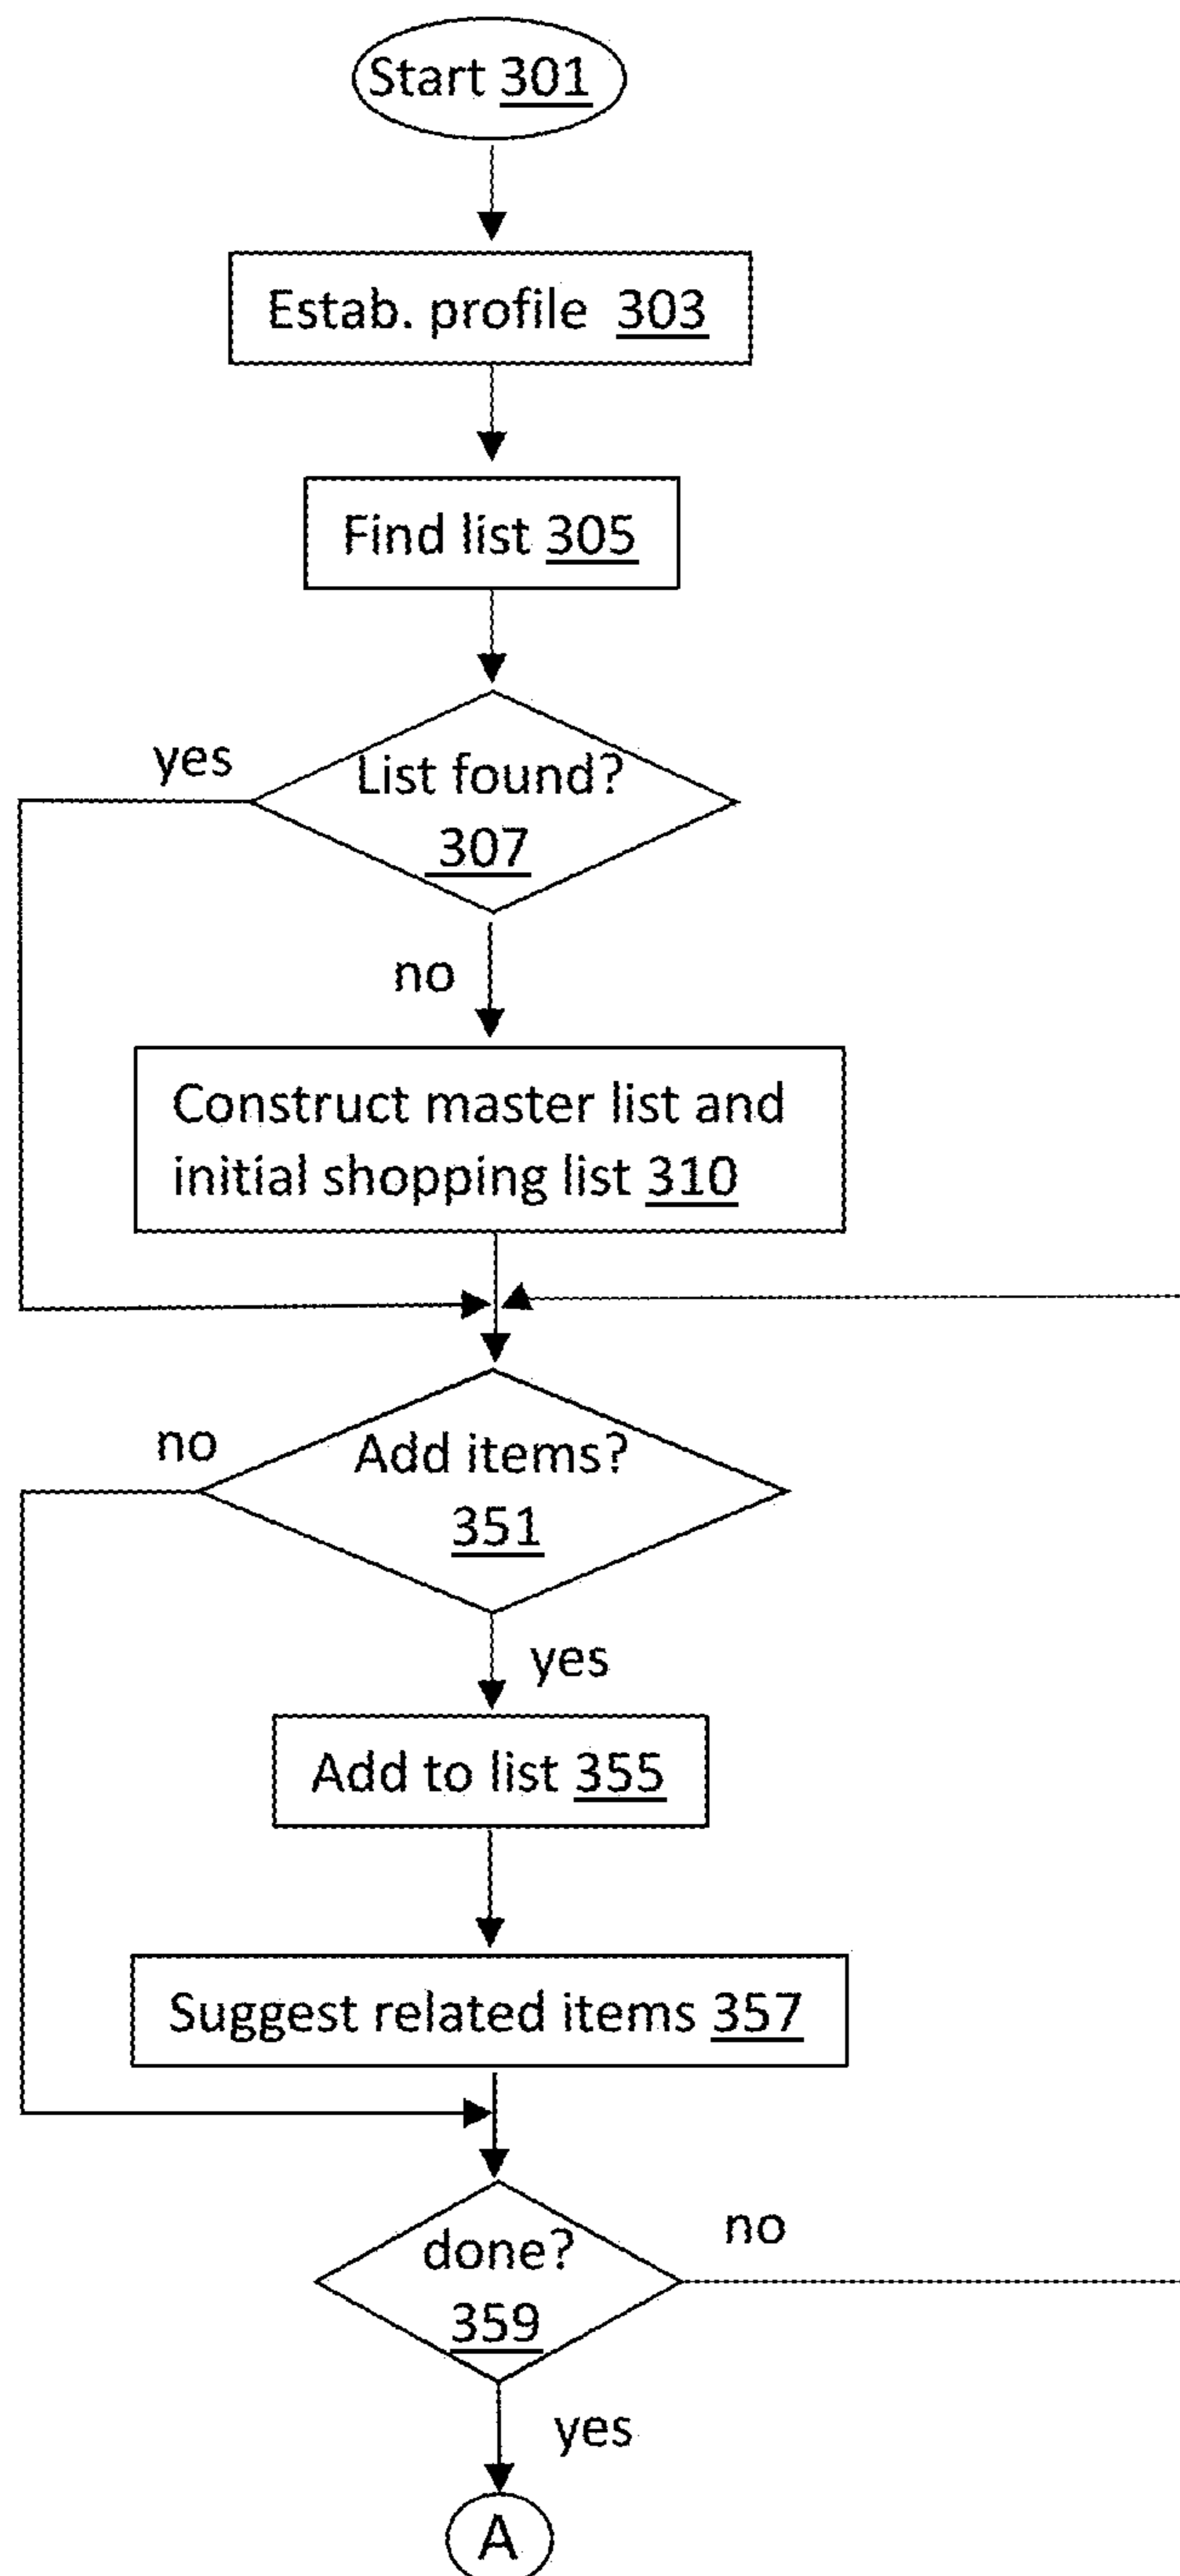 Start 301
Estab. profile 303
Find list 305
yes
List found?
307
no
Construct master list and
initial shopping list 310
no
Add items?
351
yes
Add to list 355
Suggest related items 357
no
done?
359
yes
A